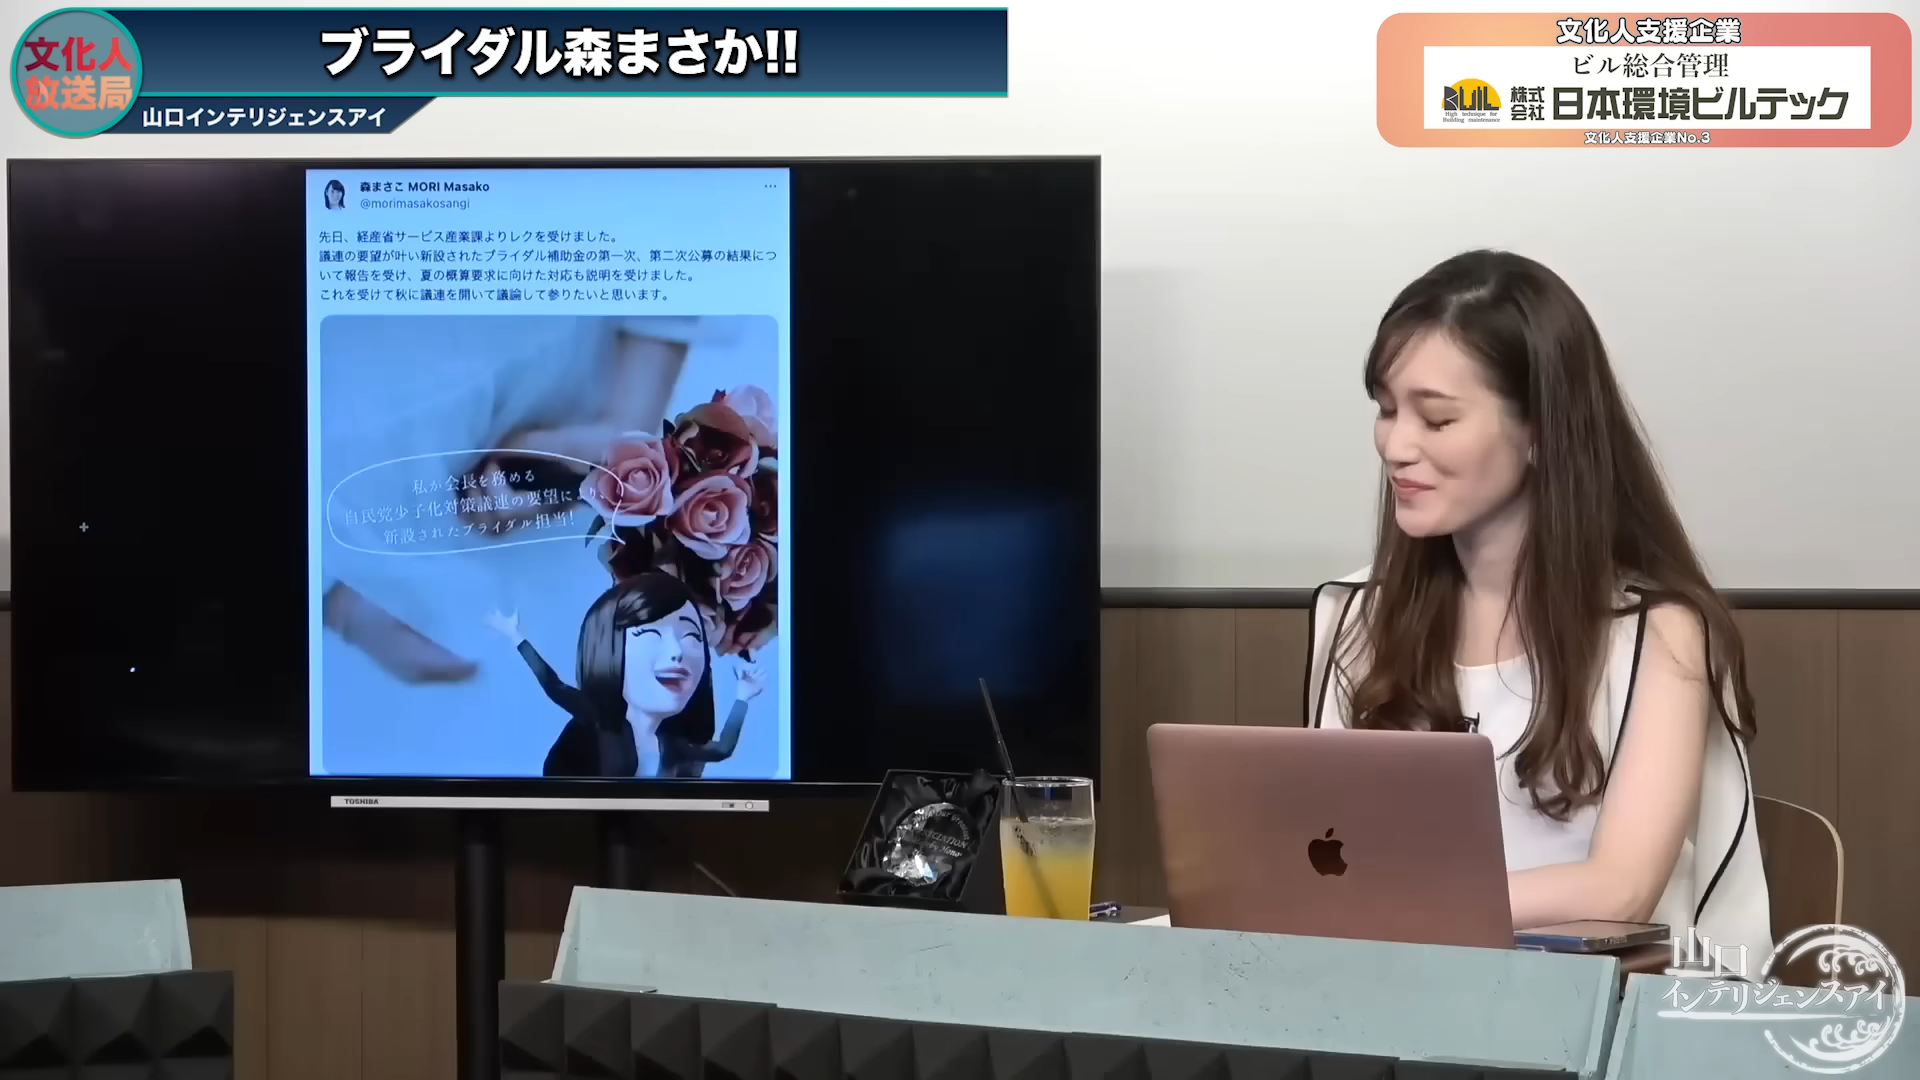 文化人
放送局
ブライダル森まさか!!
山口インテリジェンスアイ
文化人支援企業
ビル総合管理
BUIL
High technique for
Building maintenance
株式
会社
日本環境ビルテック
文化人支援企業No.3
森まさこ MORI Masako
@morimasakosangi
先日、経産省サービス産業課よりレクを受けました。
議連の要望が叶い新設されたブライダル補助金の第一次、第二次公募の結果につ
いて報告を受け、夏の概算要求に向けた対応も説明を受けました。
これを受けて秋に議連を開いて議論して参りたいと思います。
私が会長を務める
自民党少子化対策議連の要望により、
新設されたブライダル担当!
TOSHIBA
山口
インテリジェンスアイ